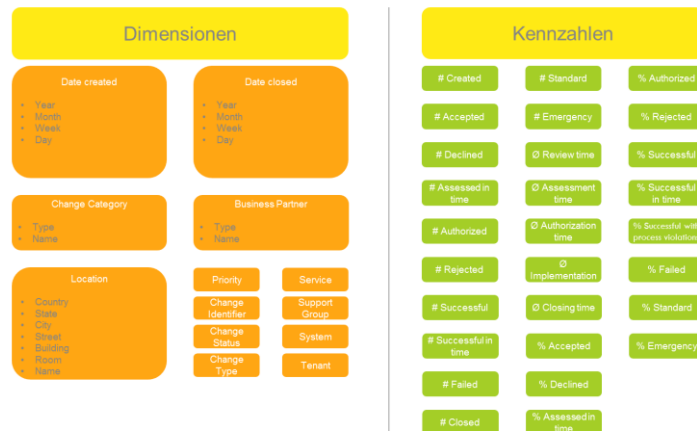 Dimensionen
Date created
• Year
• Month
• Week
• Day
Date closed
• Year
• Month
• Week
• Day
Change Category
• Type
• Name
Business Partner
• Type
• Name
Location
• Country
• State
• City
• Street
• Building
• Room
• Name
Priority
Service
Change
Identifier
Support
Group
Change
Status
System
Change
Type
Tenant
Kennzahlen
# Created
# Accepted
# Declined
# Assessed in
time
# Authorized
# Rejected
# Successful
# Successful in
time
# Failed
# Closed
# Standard
# Emergency
Ø Review time
Ø Assessment
time
Ø Authorization
time
Ø
Implementation
Ø Closing time
% Accepted
% Declined
% Assessed in
time
% Authorized
% Rejected
% Successful
% Successful
in time
% Successful with
process violation
% Failed
% Standard
% Emergency